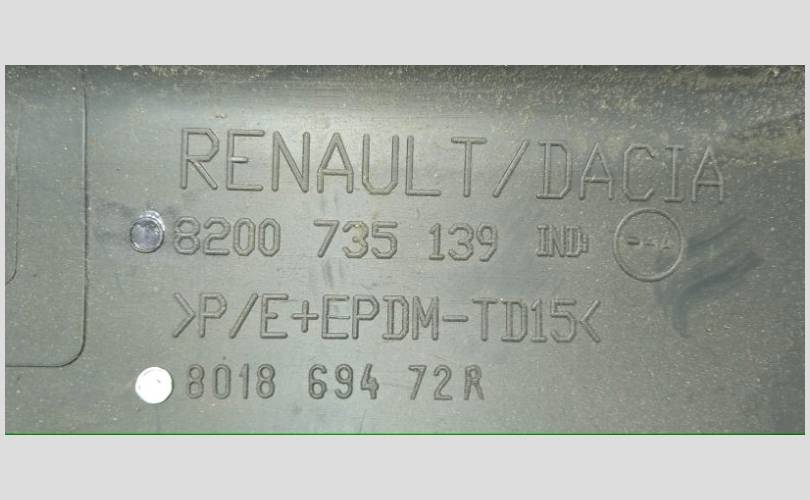 RENAULT/DACIA
8200 735 139 IND:
>P/E+EPDM-TD15<
8018 694 72R